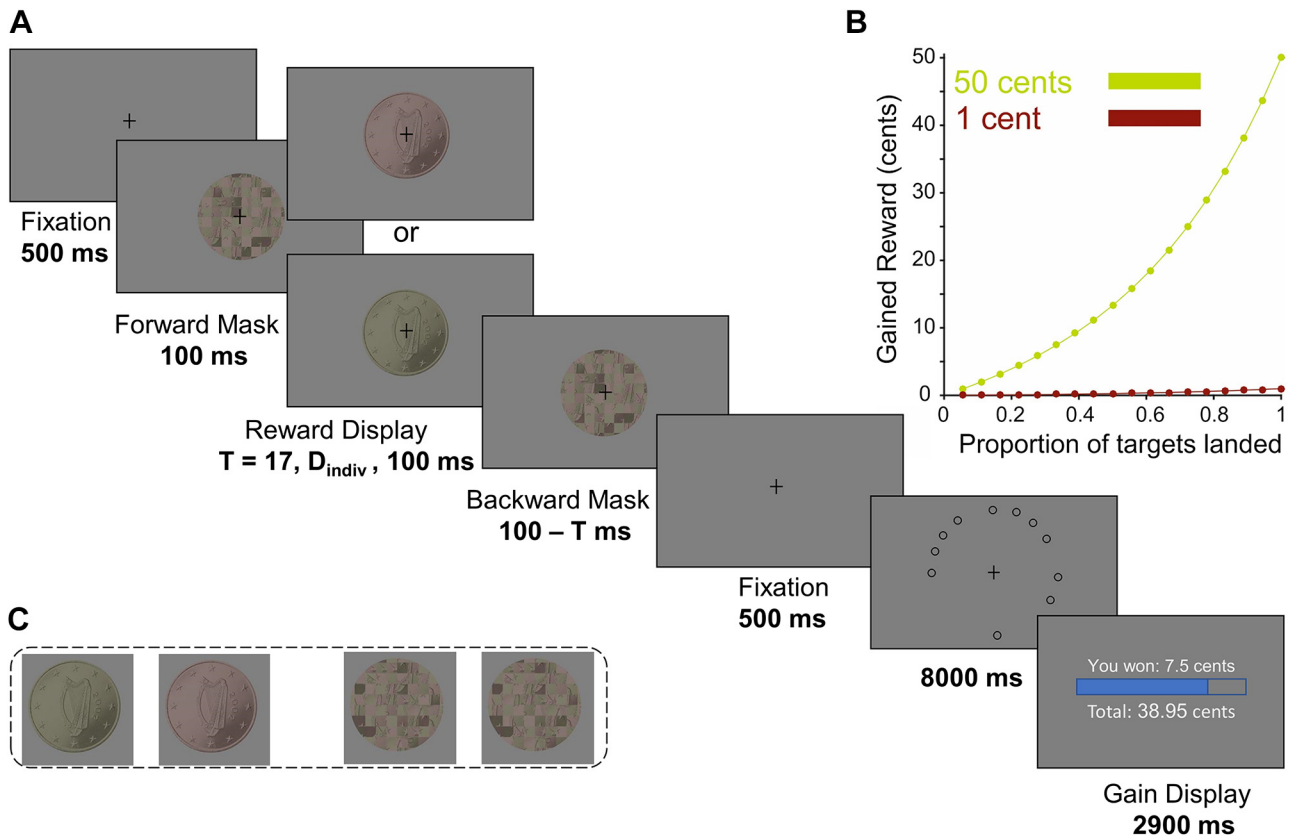 A
Fixation
500 ms
Forward Mask
100 ms
or
Reward Display
T = 17, Dindiv , 100 ms
Backward Mask
100 – T ms
Fixation
500 ms
8000 ms
You won: 7.5 cents
Total: 38.95 cents
Gain Display
2900 ms
B
50 cents
1 cent
Gained Reward (cents)
50
40
30
20
10
0
0 0.2 0.4 0.6 0.8 1
Proportion of targets landed
C